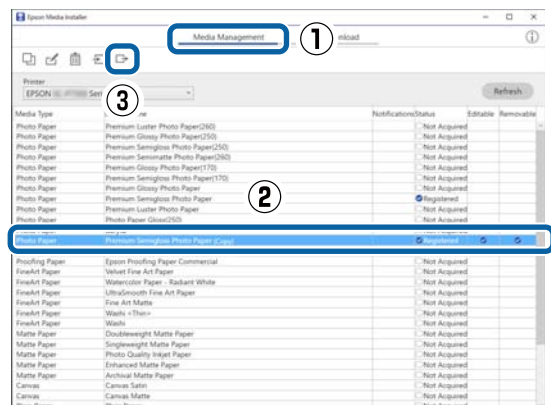 Epson Media Installer
Media Management
nload
1
3
Printer
EPSON
Seri
Refresh
Media Type
Notifications Status Editable Removable
Photo Paper Premium Luster Photo Paper(260) Not Acquired
Photo Paper Premium Glossy Photo Paper(250) Not Acquired
Photo Paper Premium Semigloss Photo Paper(250) Not Acquired
Photo Paper Premium Semimatte Photo Paper(260) Not Acquired
Photo Paper Premium Glossy Photo Paper(170) Not Acquired
Photo Paper Premium Semigloss Photo Paper(170) Not Acquired
Photo Paper Premium Glossy Photo Paper Not Acquired
Photo Paper Premium Semigloss Photo Paper Registered
Photo Paper Premium Luster Photo Paper Not Acquired
Photo Paper Photo Paper Gloss(250) Not Acquired
2
Photo Paper Premium Semigloss Photo Paper (Copy) Registered
Proofing Paper Epson Proofing Paper Commercial Not Acquired
FineArt Paper Velvet Fine Art Paper Not Acquired
FineArt Paper Watercolor Paper - Radiant White Not Acquired
FineArt Paper UltraSmooth Fine Art Paper Not Acquired
FineArt Paper Fine Art Matte Not Acquired
FineArt Paper Washi <Thin> Not Acquired
FineArt Paper Washi Not Acquired
Matte Paper Doubleweight Matte Paper Not Acquired
Matte Paper Singleweight Matte Paper Not Acquired
Matte Paper Photo Quality Inkjet Paper Not Acquired
Matte Paper Enhanced Matte Paper Not Acquired
Matte Paper Archival Matte Paper Not Acquired
Canvas Canvas Satin Not Acquired
Canvas Canvas Matte Not Acquired